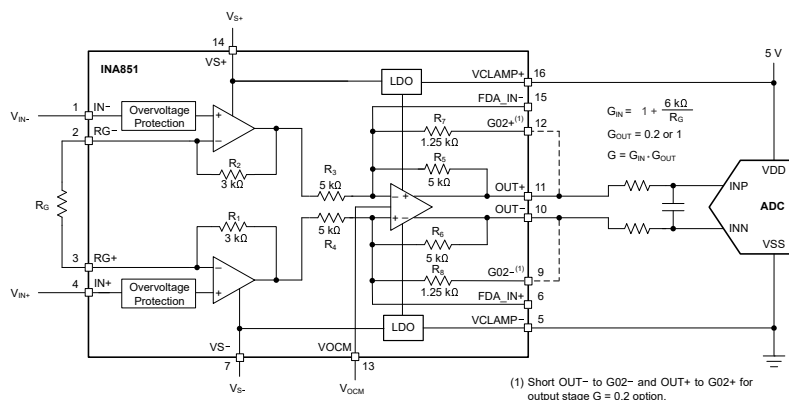 VS+
14
VS+
INA851
LDO
VCLAMP+
16
5 V
VIN-
1
IN−
Overvoltage
Protection
FDA_IN−
15
2
RG−
R7
1.25 kΩ
G02+(1)
12
GIN = 1 + 6 kΩ
RG
GOUT = 0.2 or 1
G = GIN · GOUT
R2
3 kΩ
R3
5 kΩ
R5
5 kΩ
OUT+
11
VDD
INP
RG
OUT−
10
INN
ADC
R1
3 kΩ
5 kΩ
R4
R6
5 kΩ
VSS
3
RG+
R8
1.25 kΩ
G02−(1)
9
VIN+
4
IN+
Overvoltage
Protection
FDA_IN+
6
LDO
VCLAMP−
5
VS−
7
VS-
VOCM
13
VOCM
(1) Short OUT− to G02− and OUT+ to G02+ for
output stage G = 0.2 option.